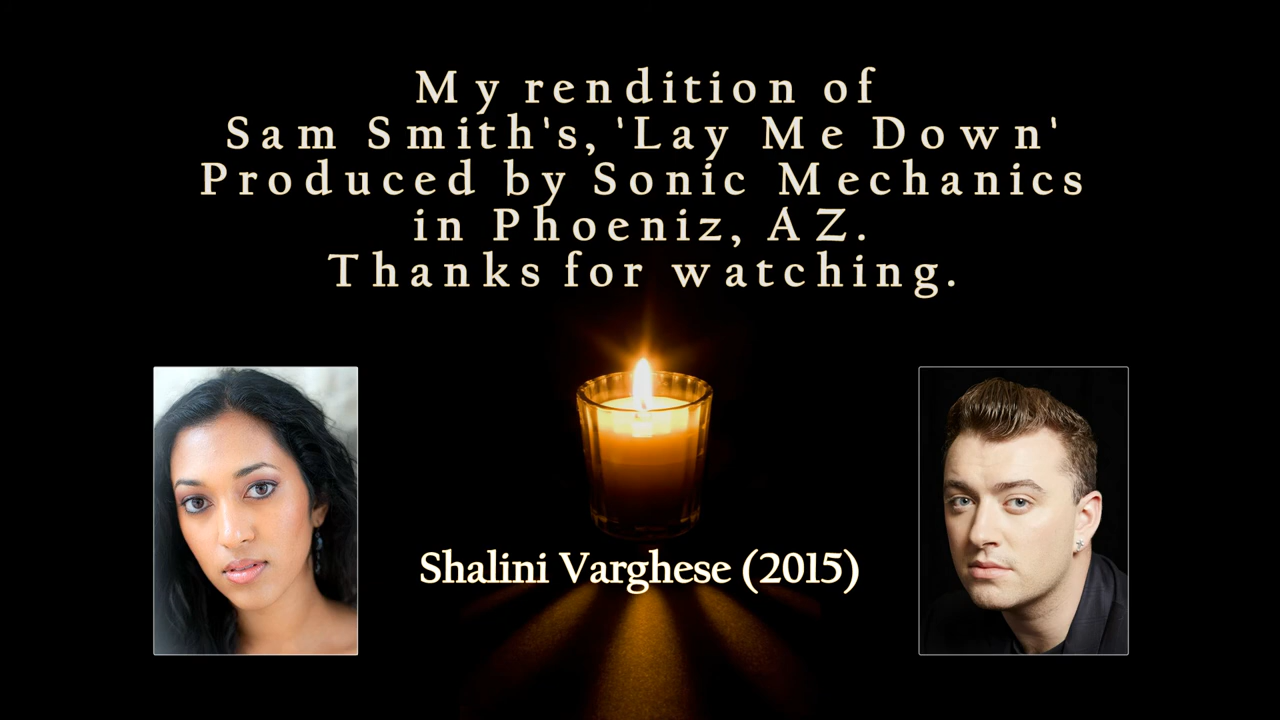 My rendition of
Sam Smith's, 'Lay Me Down'
Produced by Sonic Mechanics
in Phoeniz, AZ.
Thanks for watching.
Shalini Varghese (2015)